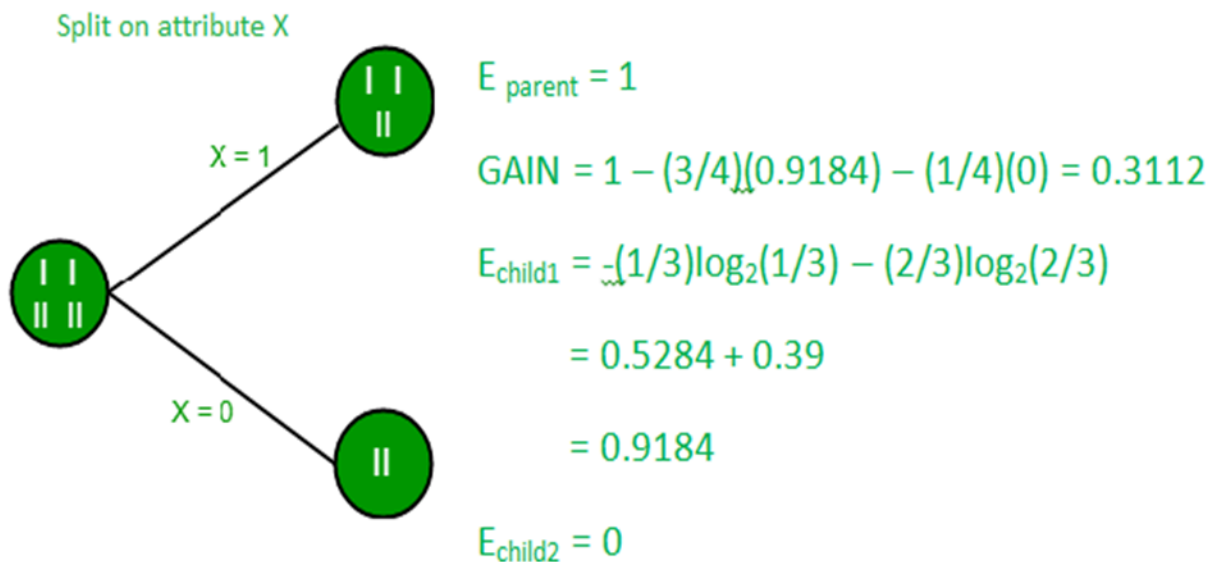 Split on attribute X
I I
II
X = 1
I I
II II
X = 0
II
E parent = 1
GAIN = 1 – (3/4)(0.9184) – (1/4)(0) = 0.3112
Echild1 = -(1/3)log2(1/3) – (2/3)log2(2/3)
= 0.5284 + 0.39
= 0.9184
Echild2 = 0